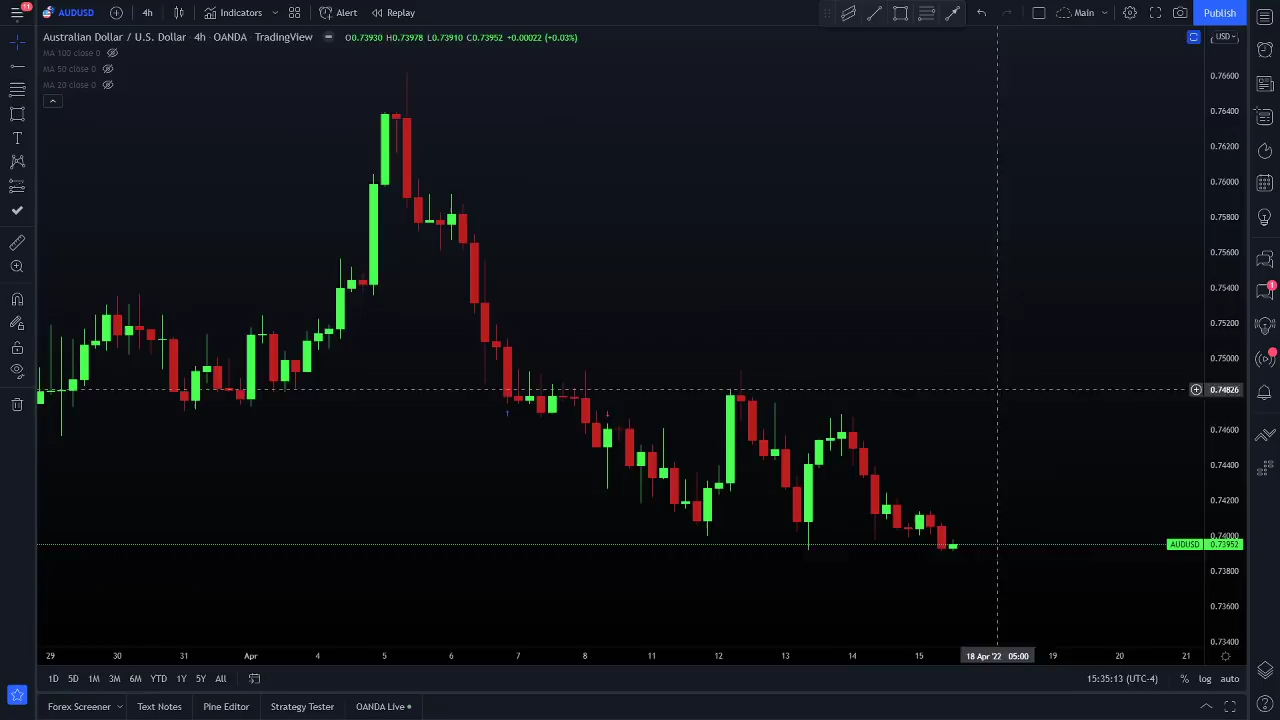 11
AUDUSD
4h
Indicators
Alert
Replay
Main
Publish
Australian Dollar / U.S. Dollar · 4h · OANDA TradingView
O0.73930 H0.73978 L0.73910 C0.73952 +0.00022 (+0.03%)
USD
MA 100 close 0
MA 50 close 0
MA 20 close 0
0.76600
0.76400
0.76200
0.76000
0.75800
0.75600
0.75400
0.75200
0.75000
0.74826
0.74600
0.74400
0.74200
0.74000
AUDUSD 0.73952
0.73800
0.73600
0.73400
1
29 30 31 Apr 4 5 6 7 8 11 12 13 14 15 18 Apr '22 05:00 19 20 21
1D 5D 1M 3M 6M YTD 1Y 5Y All
15:35:13 (UTC-4) % log auto
Forex Screener Text Notes Pine Editor Strategy Tester OANDA Live